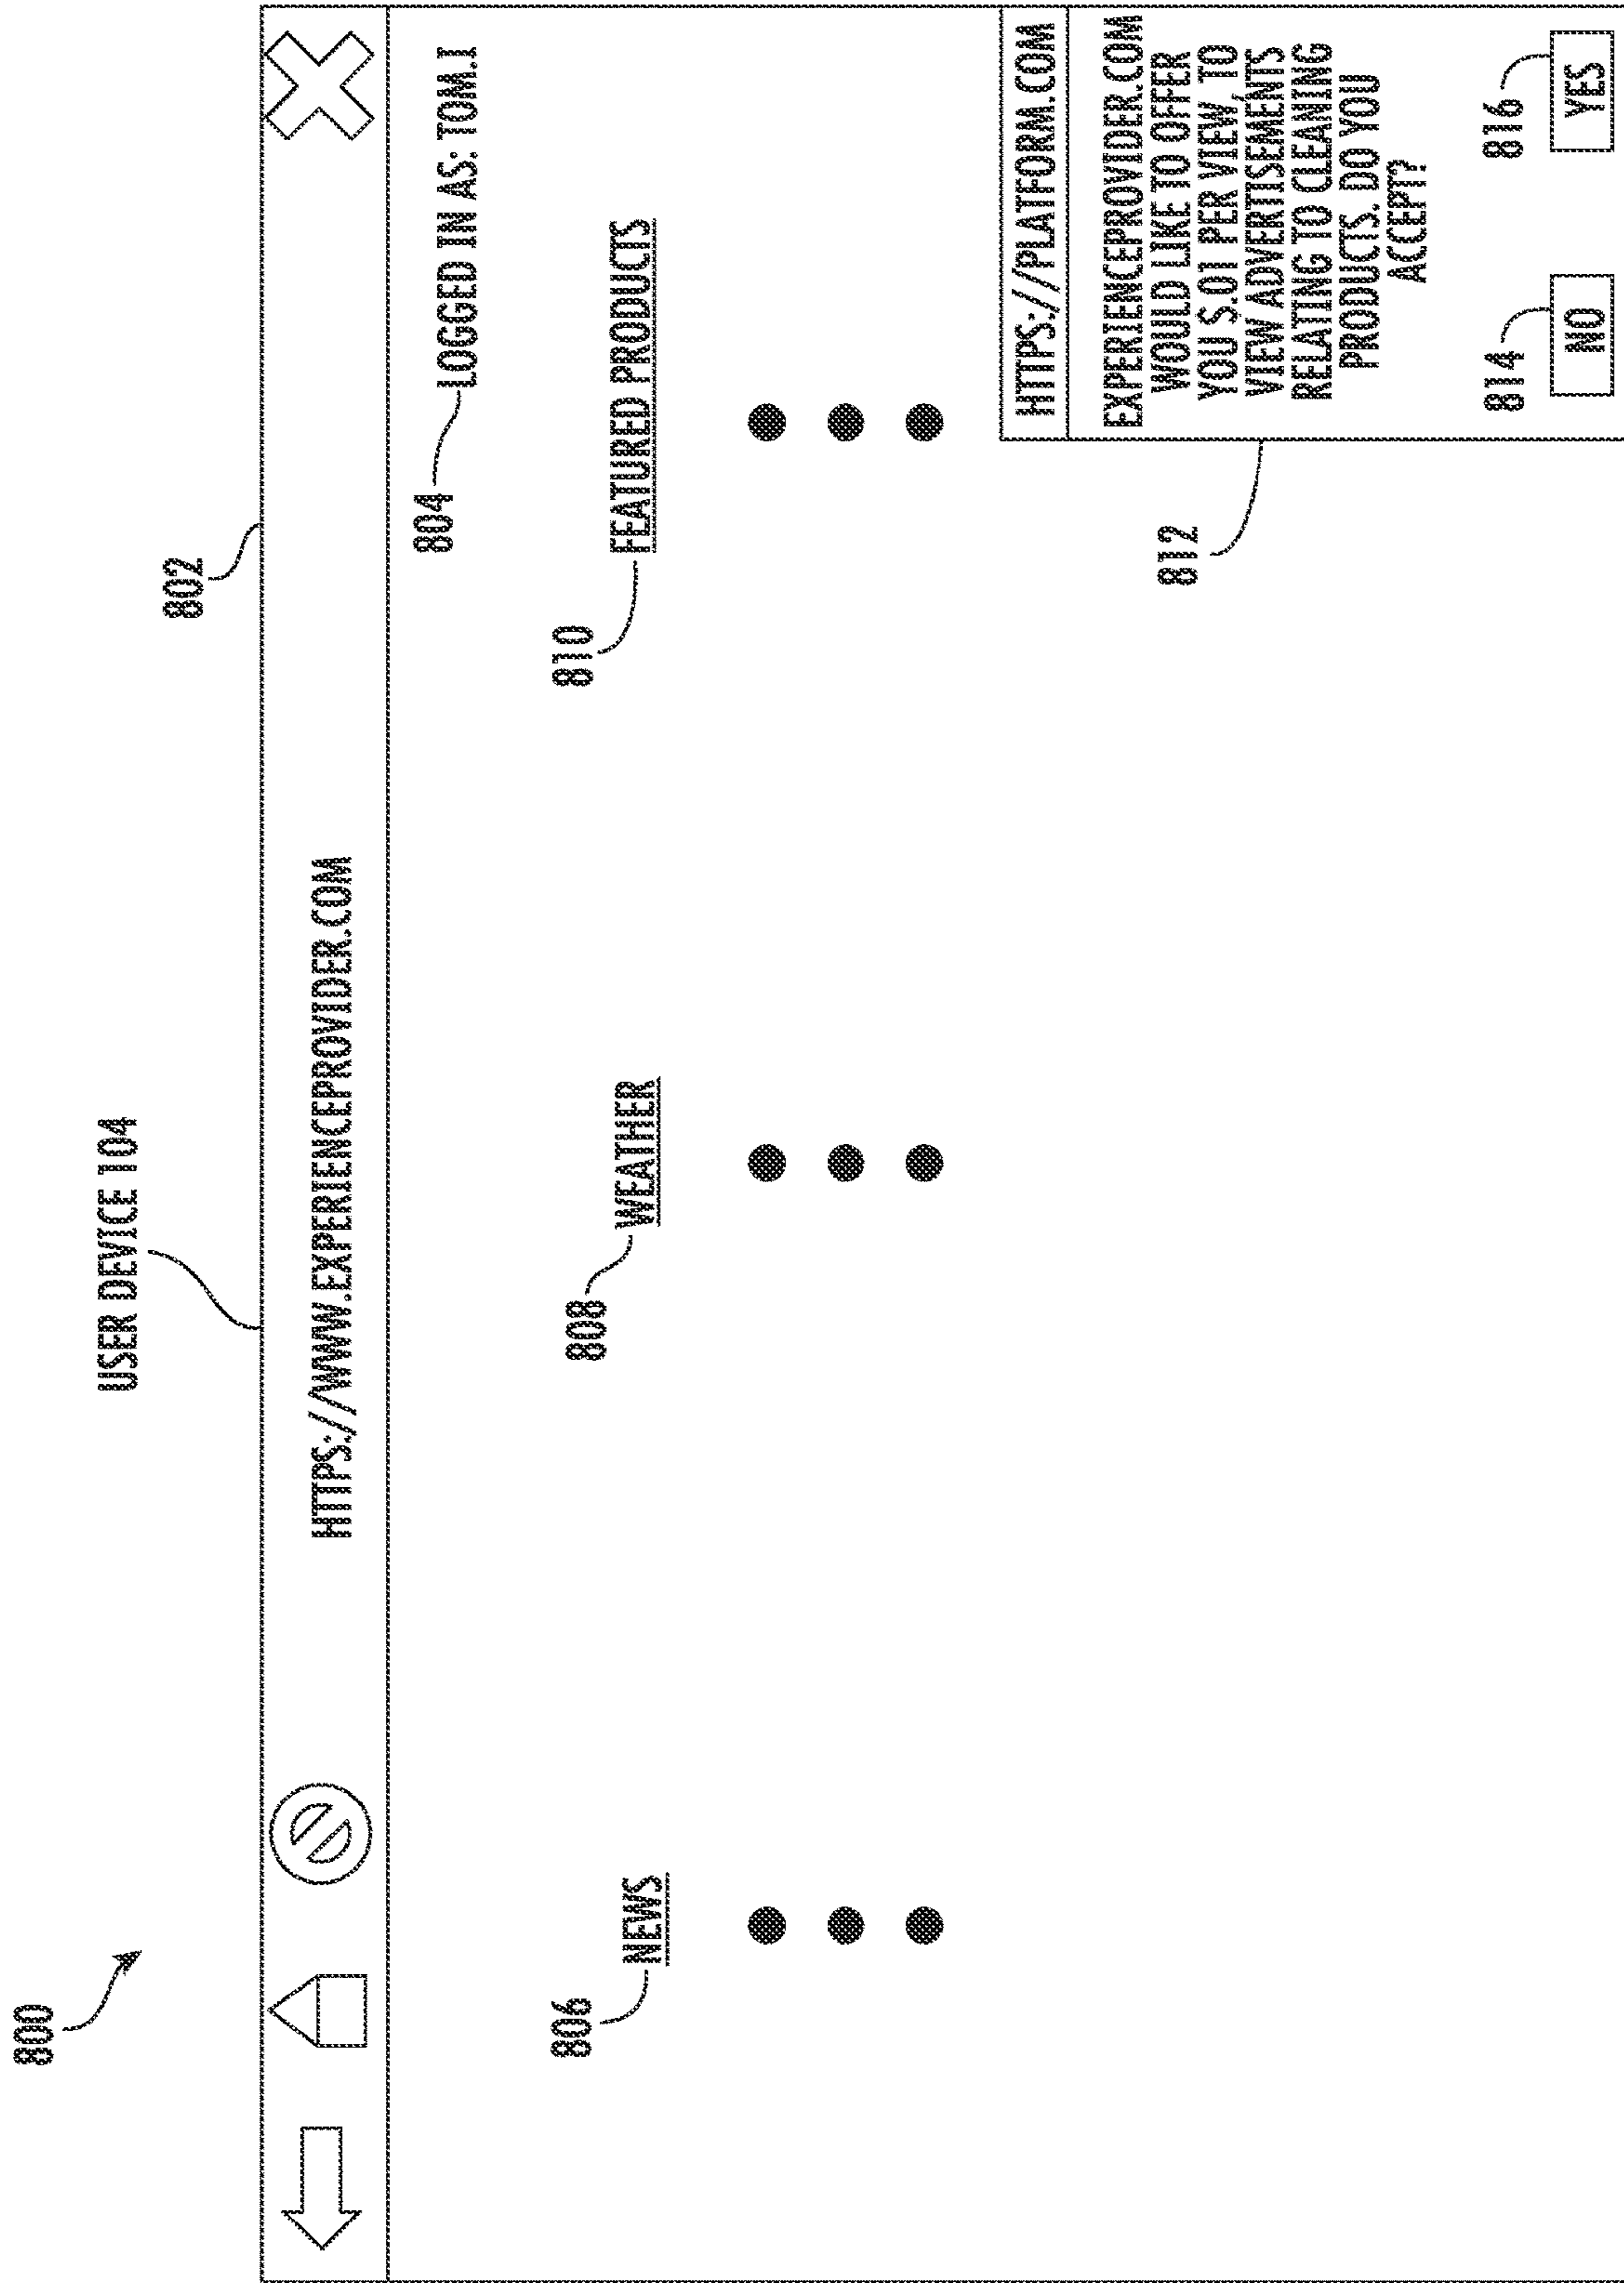 800
USER DEVICE 104
802
HTTPS://WWW.EXPERIENCEPROVIDER.COM
804 LOGGED IN AS: TOM.T
806 NEWS
808 WEATHER
810 FEATURED PRODUCTS
812
HTTPS://PLATFORM.COM
EXPERIENCEPROVIDER.COM
WOULD LIKE TO OFFER
YOU $.01 PER VIEW, TO
VIEW ADVERTISEMENTS
RELATING TO CLEANING
PRODUCTS. DO YOU
ACCEPT?
814
NO
816
YES